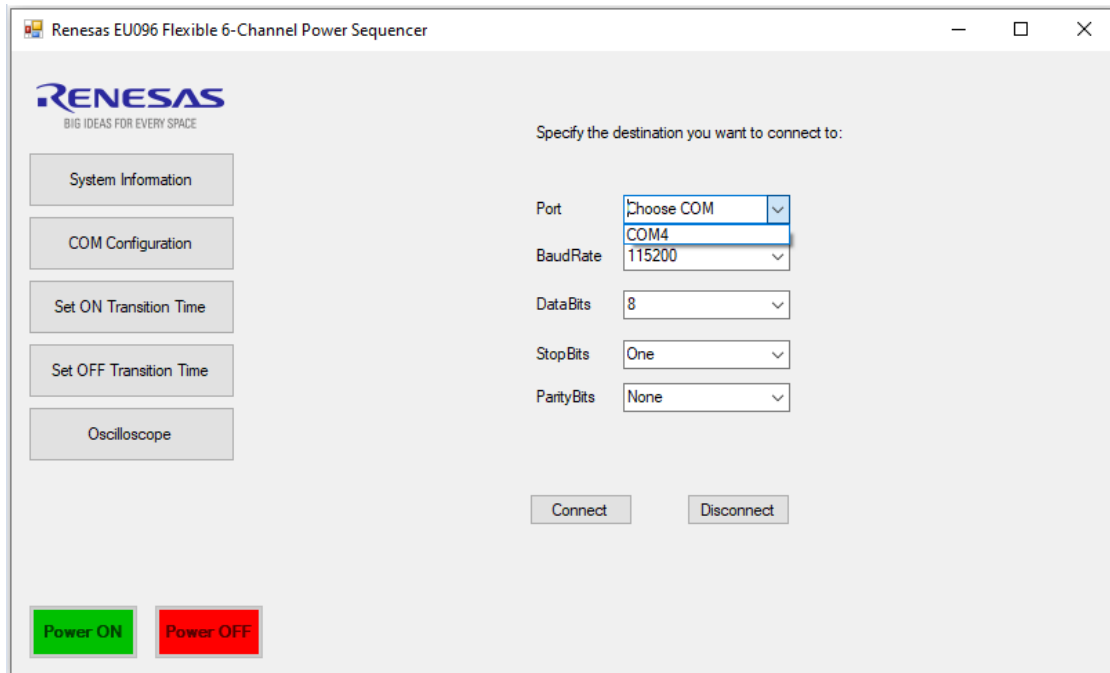 Renesas EU096 Flexible 6-Channel Power Sequencer
RENESAS
BIG IDEAS FOR EVERY SPACE
System Information
COM Configuration
Set ON Transition Time
Set OFF Transition Time
Oscilloscope
Power ON
Power OFF
Specify the destination you want to connect to:
Port
Choose COM
COM4
BaudRate
115200
DataBits
8
StopBits
One
ParityBits
None
Connect
Disconnect